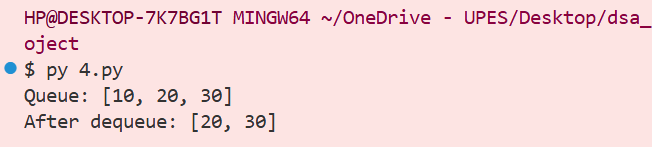 HP@DESKTOP-7K7BG1T MINGW64 ~/OneDrive - UPES/Desktop/dsa_
oject
$ py 4.py
Queue: [10, 20, 30]
After dequeue: [20, 30]